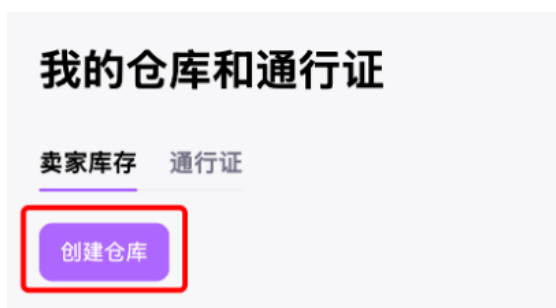 我的仓库和通行证
卖家库存 通行证
创建仓库